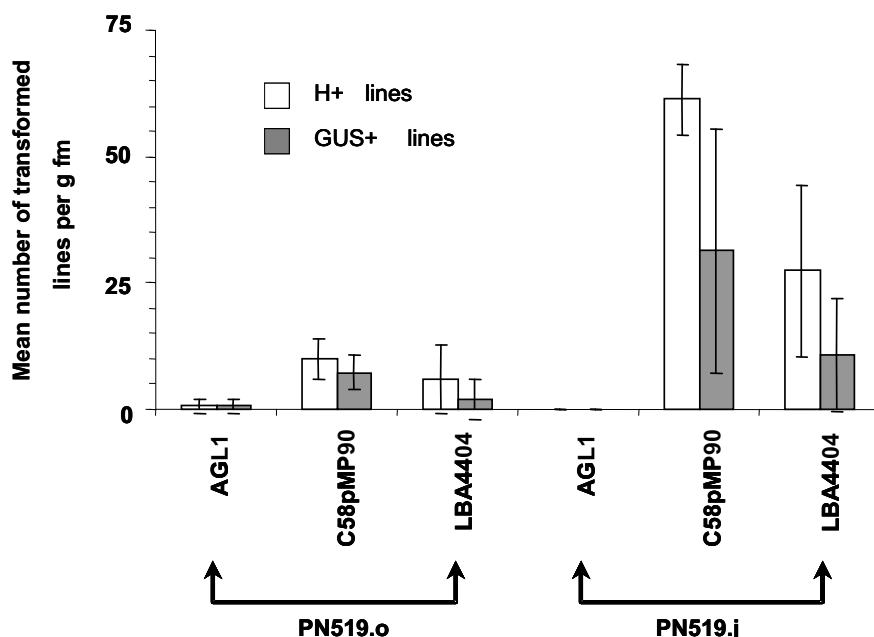 75
50
25
0
Mean number of transformed
lines per g fm
H+ lines
GUS+ lines
AGL1
C58pMP90
LBA4404
AGL1
C58pMP90
LBA4404
PN519.o
PN519.i